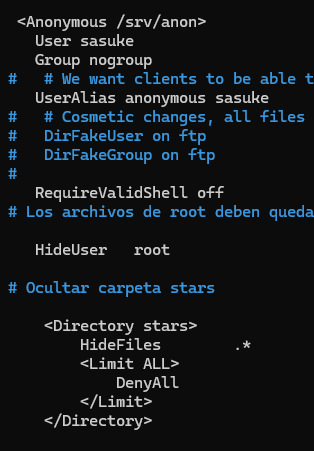 <Anonymous /srv/anon>
User sasuke
Group nogroup
#   # We want clients to be able t
UserAlias anonymous sasuke
#   # Cosmetic changes, all files
#   DirFakeUser on ftp
#   DirFakeGroup on ftp
#
RequireValidShell off
# Los archivos de root deben queda
HideUser   root
# Ocultar carpeta stars
<Directory stars>
HideFiles        .*
<Limit ALL>
DenyAll
</Limit>
</Directory>